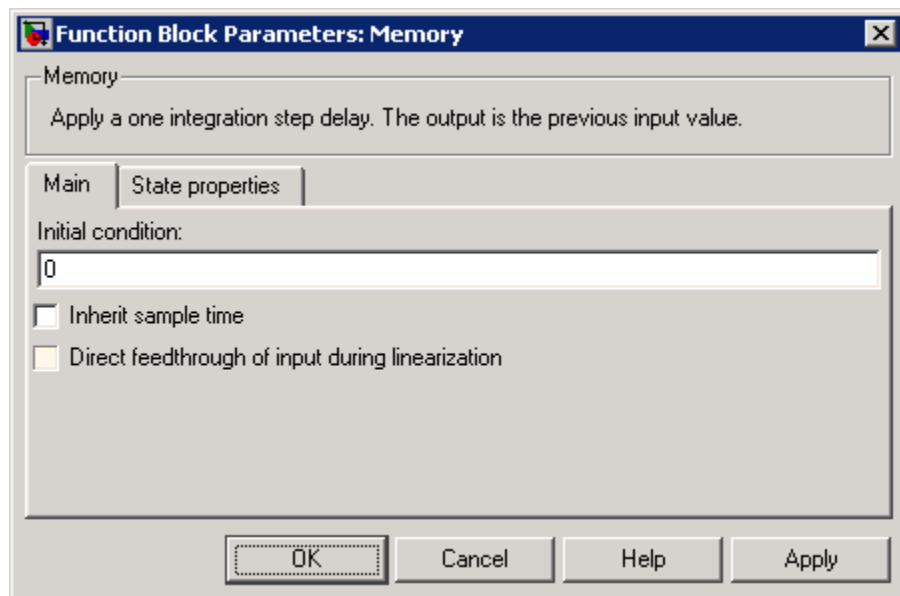 Function Block Parameters: Memory
Memory
Apply a one integration step delay. The output is the previous input value.
Main State properties
Initial condition:
0
Inherit sample time
Direct feedthrough of input during linearization
OK Cancel Help Apply